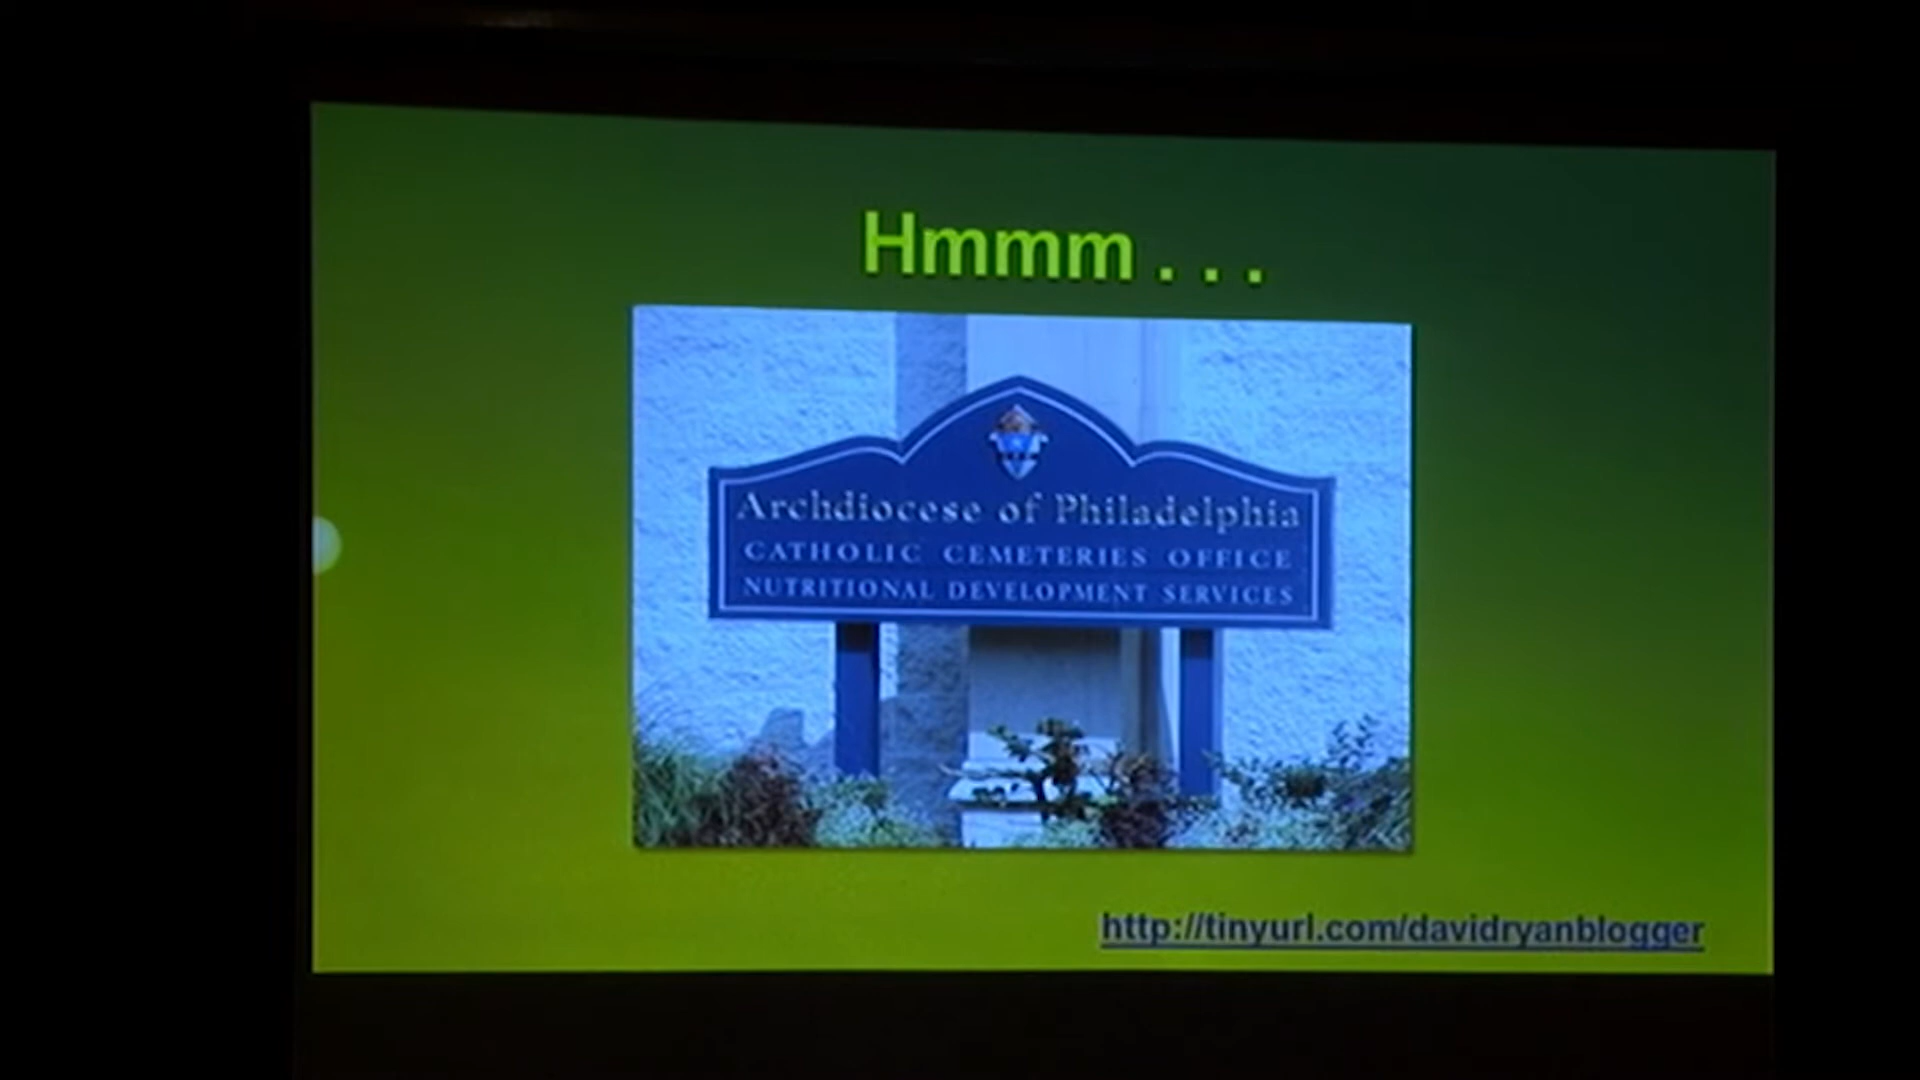 Hmmm . . .
Archdiocese of Philadelphia
CATHOLIC CEMETERIES OFFICE
NUTRITIONAL DEVELOPMENT SERVICES
http://tinyurl.com/davidryanblogger